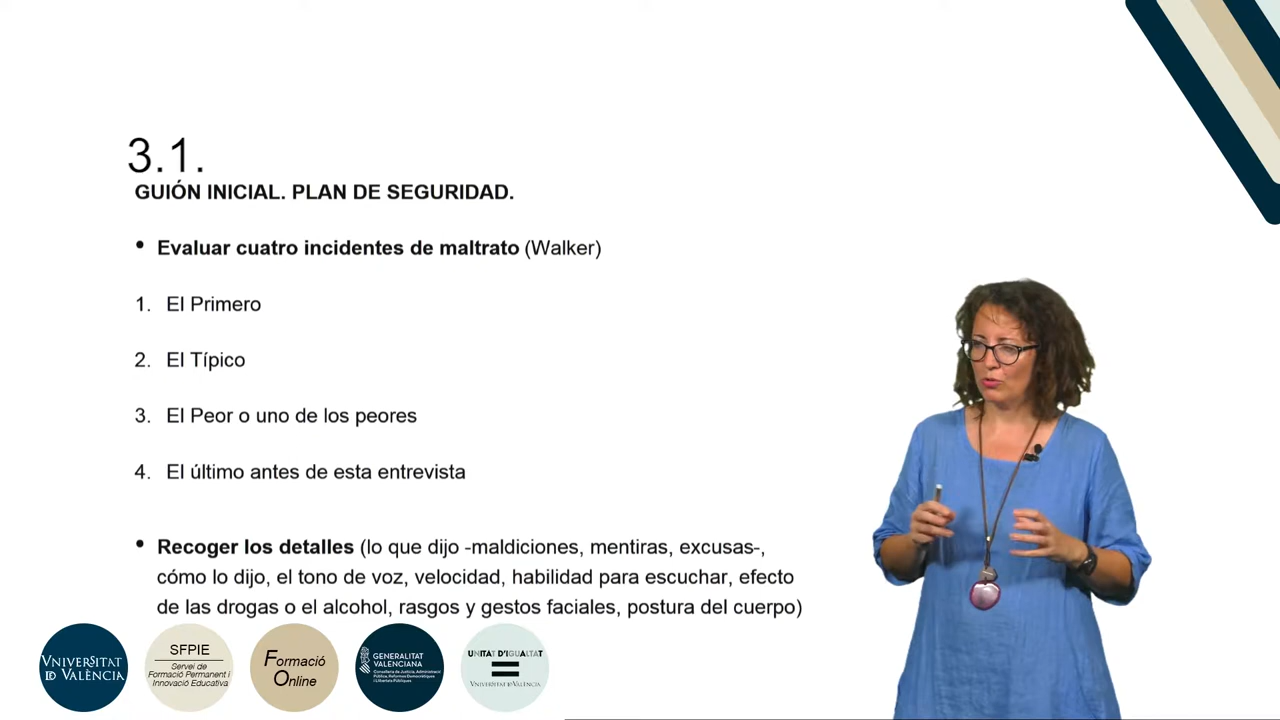 3.1.
GUIÓN INICIAL. PLAN DE SEGURIDAD.
• Evaluar cuatro incidentes de maltrato (Walker)
1. El Primero
2. El Típico
3. El Peor o uno de los peores
4. El último antes de esta entrevista
• Recoger los detalles (lo que dijo -maldiciones, mentiras, excusas-,
cómo lo dijo, el tono de voz, velocidad, habilidad para escuchar, efecto
de las drogas o el alcohol, rasgos y gestos faciales, postura del cuerpo)
VNIVERSITAT
ID VALÈNCIA
SFPIE
Servei de
Formació Permanent i
Innovació Educativa
Formació
Online
GENERALITAT
VALENCIANA
Conselleria de Justícia, Administració
Pública, Reformes Democràtiques
i Llibertats Públiques
UNITAT D'IGUALTAT
VNIVERSITAT ID VALÈNCIA